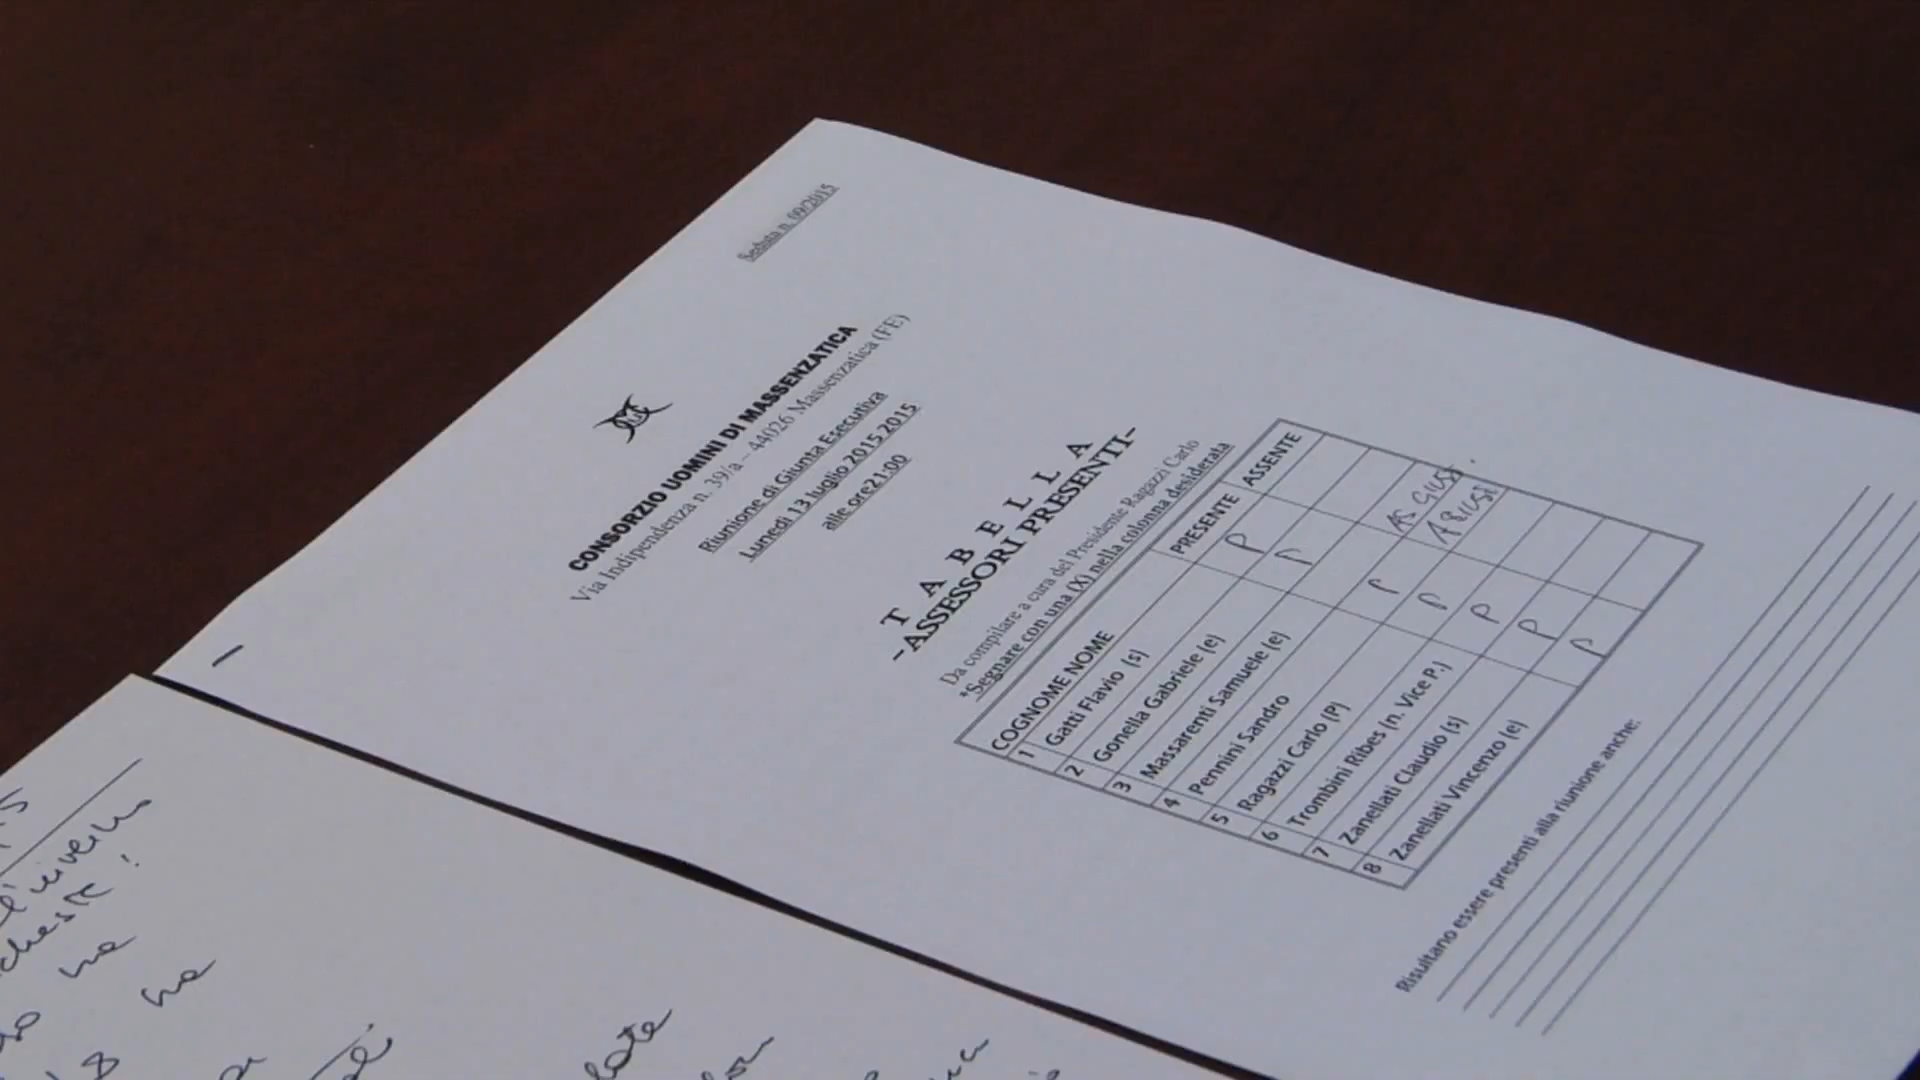 Seduta n. 09/2015
CONSORZIO UOMINI DI MASSENZATICA
Via Indipendenza n. 39/a – 44026 Massenzatica (FE)
Riunione di Giunta Esecutiva
Lunedì 13 luglio 2015 2015
alle ore21:00
T A B E L L A
-ASSESSORI PRESENTI-
Da compilare a cura del Presidente Ragazzi Carlo
*Segnare con una (X) nella colonna desiderata
COGNOME NOME PRESENTE ASSENTE
1 Gatti Flavio (s) P
2 Gonella Gabriele (e) P
3 Massarenti Samuele (e) AS. GIUST.
4 Pennini Sandro P
5 Ragazzi Carlo (P) P
6 Trombini Ribes (n. Vice P.) P
7 Zanellati Claudio (s) P
8 Zanellati Vincenzo (e) P
Risultano essere presenti alla riunione anche:
ha
ha